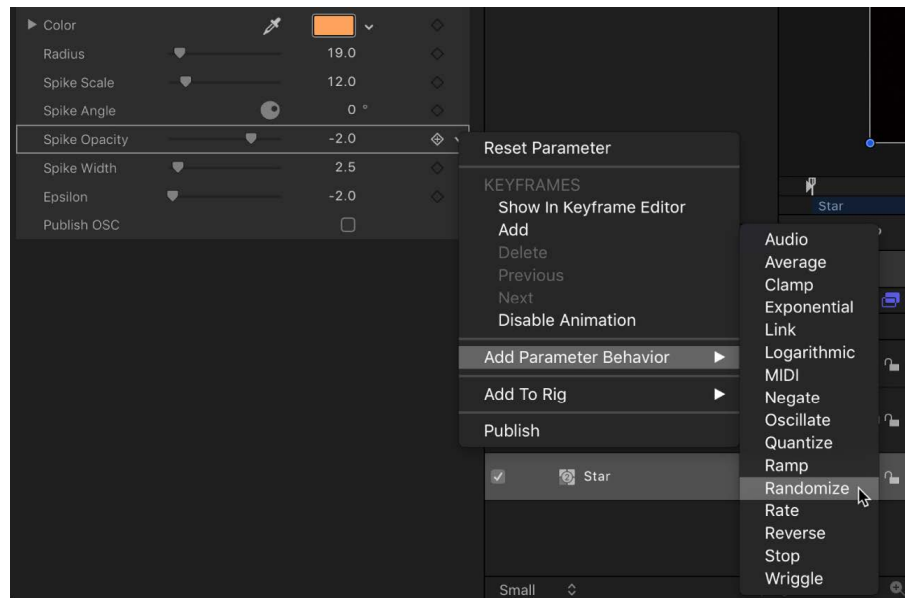 Color
Radius 19.0
Spike Scale 12.0
Spike Angle 0 °
Spike Opacity -2.0
Spike Width 2.5
Epsilon -2.0
Publish OSC
Reset Parameter
KEYFRAMES
Show In Keyframe Editor
Add
Delete
Previous
Next
Disable Animation
Add Parameter Behavior
Add To Rig
Publish
Audio
Average
Clamp
Exponential
Link
Logarithmic
MIDI
Negate
Oscillate
Quantize
Ramp
Randomize
Rate
Reverse
Stop
Wriggle
Star
Star
Small